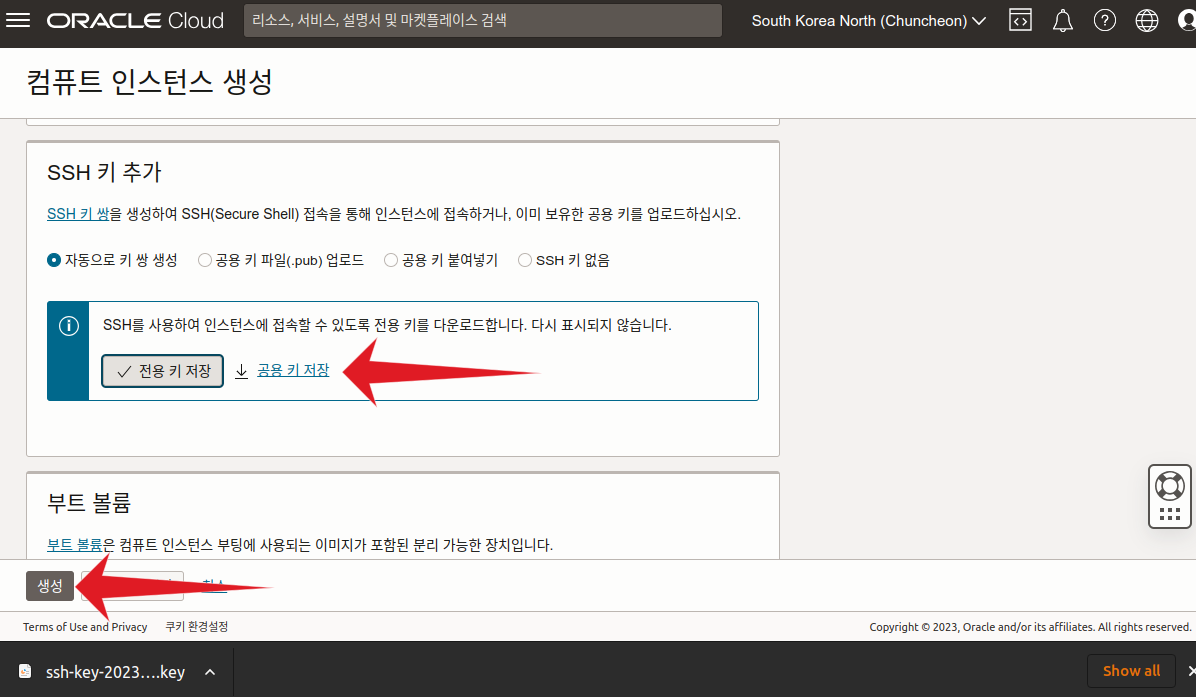 ORACLE Cloud
리소스, 서비스, 설명서 및 마켓플레이스 검색
South Korea North (Chuncheon)
컴퓨트 인스턴스 생성
SSH 키 추가
SSH 키 쌍을 생성하여 SSH(Secure Shell) 접속을 통해 인스턴스에 접속하거나, 이미 보유한 공용 키를 업로드하십시오.
자동으로 키 쌍 생성 공용 키 파일(.pub) 업로드 공용 키 붙여넣기 SSH 키 없음
SSH를 사용하여 인스턴스에 접속할 수 있도록 전용 키를 다운로드합니다. 다시 표시되지 않습니다.
전용 키 저장 공용 키 저장
부트 볼륨
부트 볼륨은 컴퓨트 인스턴스 부팅에 사용되는 이미지가 포함된 분리 가능한 장치입니다.
생성
Terms of Use and Privacy 쿠키 환경설정
Copyright © 2023, Oracle and/or its affiliates. All rights reserved.
ssh-key-2023....key
Show all